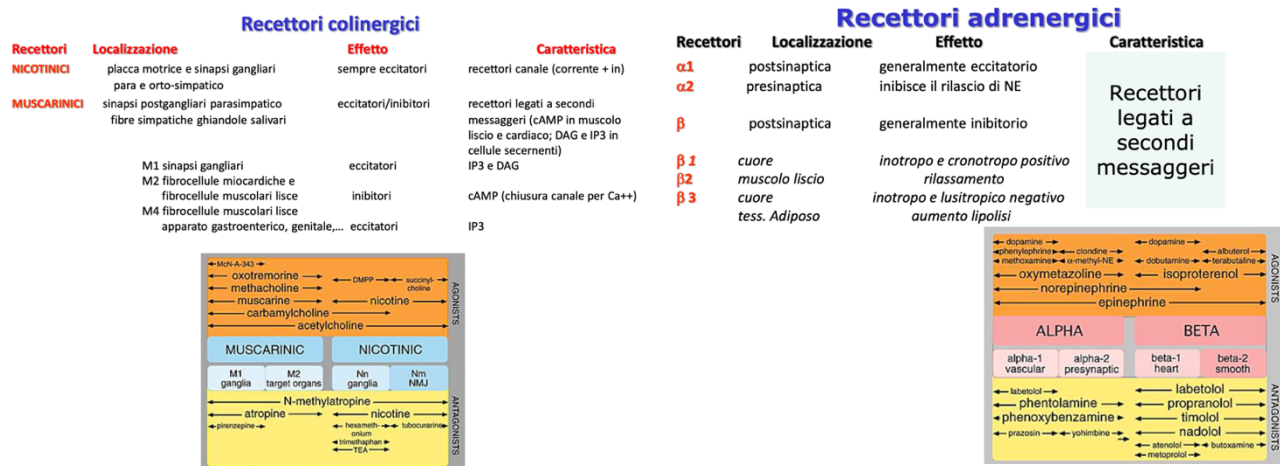 Recettori colinergici
Recettori Localizzazione Effetto Caratteristica
NICOTINICI placca motrice e sinapsi gangliari sempre eccitatori recettori canale (corrente + in)
para e orto-simpatico
MUSCARINICI sinapsi postgangliari parasimpatico eccitatori/inibitori recettori legati a secondi
fibre simpatiche ghiandole salivari messaggeri (cAMP in muscolo
liscio e cardiaco; DAG e IP3 in
cellule secernenti)
M1 sinapsi gangliari eccitatori IP3 e DAG
M2 fibrocellule miocardiche e
fibrocellule muscolari lisce inibitori cAMP (chiusura canale per Ca++)
M4 fibrocellule muscolari lisce
apparato gastroenterico, genitale,... eccitatori IP3
McN-A-343
oxotremorine DMPP succinyl-
choline
methacholine
muscarine nicotine
carbamylcholine
acetylcholine
AGONISTS
MUSCARINIC NICOTINIC
M1 M2 Nn Nm
ganglia target organs ganglia NMJ
N-methylatropine
atropine nicotine
pirenzepine hexameth- tubocurarine
onium
trimethaphan
TEA
ANTAGONISTS
Recettori adrenergici
Recettori Localizzazione Effetto Caratteristica
α1 postsinaptica generalmente eccitatorio
α2 presinaptica inibisce il rilascio di NE
β postsinaptica generalmente inibitorio
β1 cuore inotropo e cronotropo positivo
β2 muscolo liscio rilassamento
β3 cuore inotropo e lusitropico negativo
tess. Adiposo aumento lipolisi
Recettori
legati a
secondi
messaggeri
dopamine dopamine
phenylephrine clondine albuterol
methoxamine α-methyl-NE dobutamine terabutaline
oxymetazoline isoproterenol
norepinephrine
epinephrine
AGONISTS
ALPHA BETA
alpha-1 alpha-2 beta-1 beta-2
vascular presynaptic heart smooth
labetolol labetolol
phentolamine propranolol
phenoxybenzamine timolol
nadolol
prazosin yohimbine atenolol butoxamine
metoprolol
ANTAGONISTS